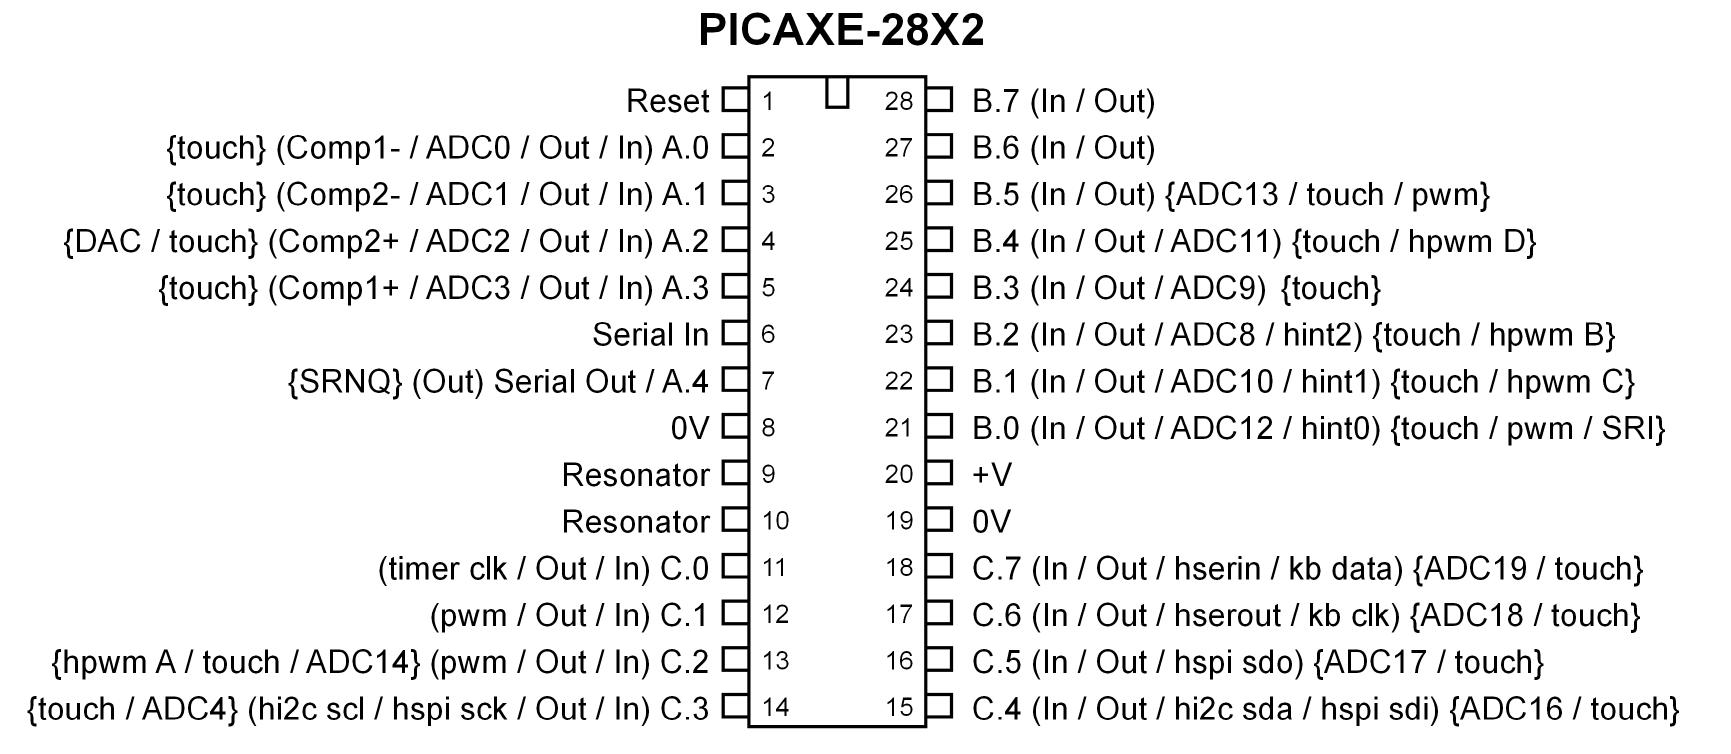 PICAXE-28X2
Reset 1 28 B.7 (In / Out)
{touch} (Comp1- / ADC0 / Out / In) A.0 2 27 B.6 (In / Out)
{touch} (Comp2- / ADC1 / Out / In) A.1 3 26 B.5 (In / Out) {ADC13 / touch / pwm}
{DAC / touch} (Comp2+ / ADC2 / Out / In) A.2 4 25 B.4 (In / Out / ADC11) {touch / hpwm D}
{touch} (Comp1+ / ADC3 / Out / In) A.3 5 24 B.3 (In / Out / ADC9) {touch}
Serial In 6 23 B.2 (In / Out / ADC8 / hint2) {touch / hpwm B}
{SRNQ} (Out) Serial Out / A.4 7 22 B.1 (In / Out / ADC10 / hint1) {touch / hpwm C}
0V 8 21 B.0 (In / Out / ADC12 / hint0) {touch / pwm / SRI}
Resonator 9 20 +V
Resonator 10 19 0V
(timer clk / Out / In) C.0 11 18 C.7 (In / Out / hserin / kb data) {ADC19 / touch}
(pwm / Out / In) C.1 12 17 C.6 (In / Out / hserout / kb clk) {ADC18 / touch}
{hpwm A / touch / ADC14} (pwm / Out / In) C.2 13 16 C.5 (In / Out / hspi sdo) {ADC17 / touch}
{touch / ADC4} (hi2c scl / hspi sck / Out / In) C.3 14 15 C.4 (In / Out / hi2c sda / hspi sdi) {ADC16 / touch}